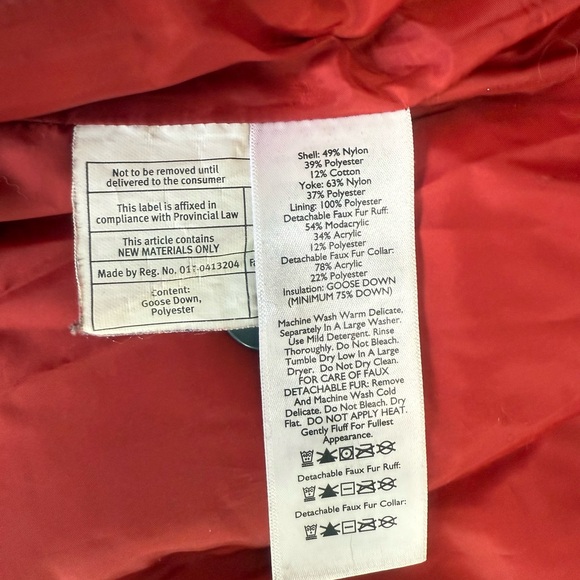 Not to be removed until
delivered to the consumer
This label is affixed in
compliance with Provincial Law
This article contains
NEW MATERIALS ONLY
Made by Reg. No. 01T-0413204
Content:
Goose Down,
Polyester
Shell: 49% Nylon
39% Polyester
12% Cotton
Yoke: 63% Nylon
37% Polyester
Lining: 100% Polyester
Detachable Faux Fur Ruff:
54% Modacrylic
34% Acrylic
12% Polyester
Detachable Faux Fur Collar:
78% Acrylic
22% Polyester
Insulation: GOOSE DOWN
(MINIMUM 75% DOWN)
Machine Wash Warm Delicate,
Separately In A Large Washer.
Use Mild Detergent. Rinse
Thoroughly. Do Not Bleach.
Tumble Dry Low In A Large
Dryer. Do Not Dry Clean.
FOR CARE OF FAUX
DETACHABLE FUR: Remove
And Machine Wash Cold
Delicate. Do Not Bleach. Dry
Flat. DO NOT APPLY HEAT.
Gently Fluff For Fullest
Appearance.
Detachable Faux Fur Ruff:
Detachable Faux Fur Collar: